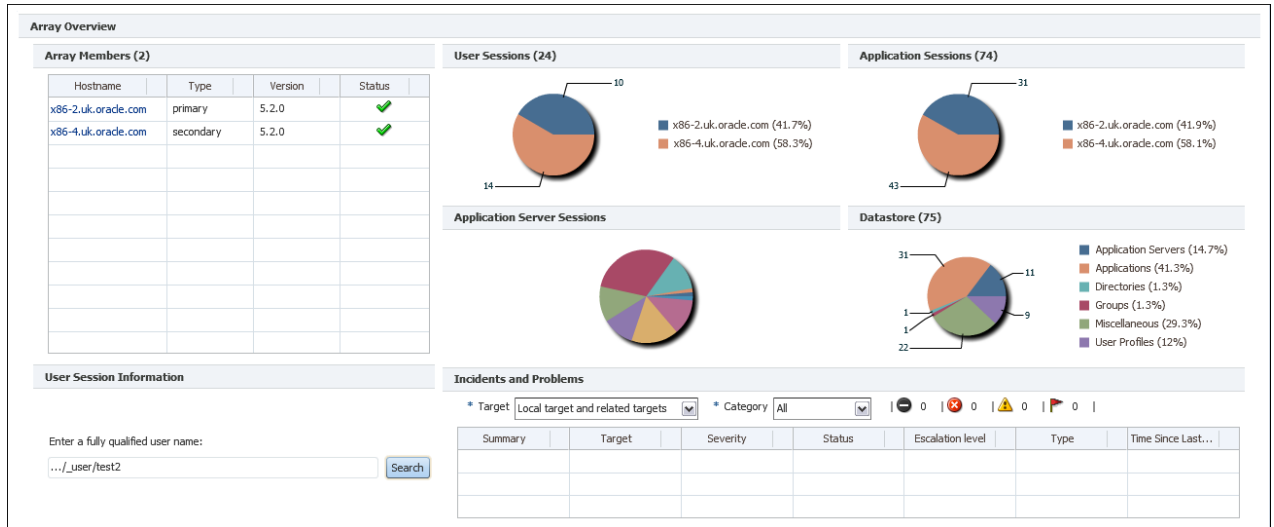 Array Overview
Array Members (2)
Hostname Type Version Status
x86-2.uk.oracle.com primary 5.2.0
x86-4.uk.oracle.com secondary 5.2.0
User Sessions (24)
10
14
x86-2.uk.oracle.com (41.7%)
x86-4.uk.oracle.com (58.3%)
Application Sessions (74)
31
43
x86-2.uk.oracle.com (41.9%)
x86-4.uk.oracle.com (58.1%)
Application Server Sessions
Datastore (75)
31
11
1
1
9
22
Application Servers (14.7%)
Applications (41.3%)
Directories (1.3%)
Groups (1.3%)
Miscellaneous (29.3%)
User Profiles (12%)
User Session Information
Enter a fully qualified user name:
.../_user/test2 Search
Incidents and Problems
* Target Local target and related targets * Category All | 0 | 0 | 0 | 0 |
Summary Target Severity Status Escalation level Type Time Since Last...